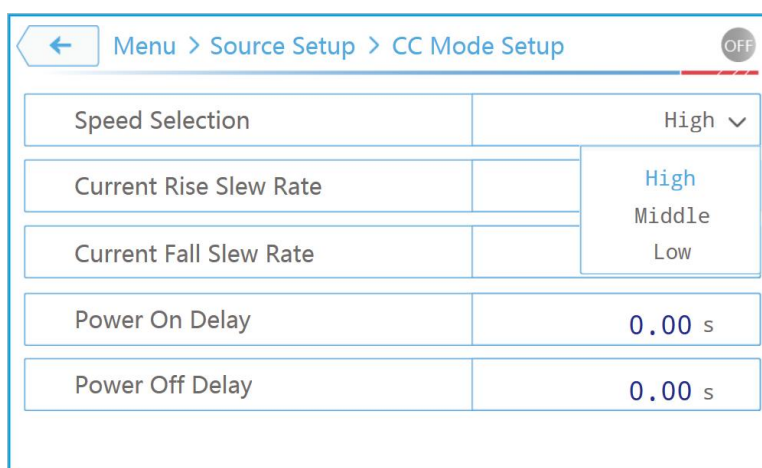 Menu > Source Setup > CC Mode Setup OFF
Speed Selection High
High
Current Rise Slew Rate
Middle
Current Fall Slew Rate
Low
Power On Delay 0.00 s
Power Off Delay 0.00 s